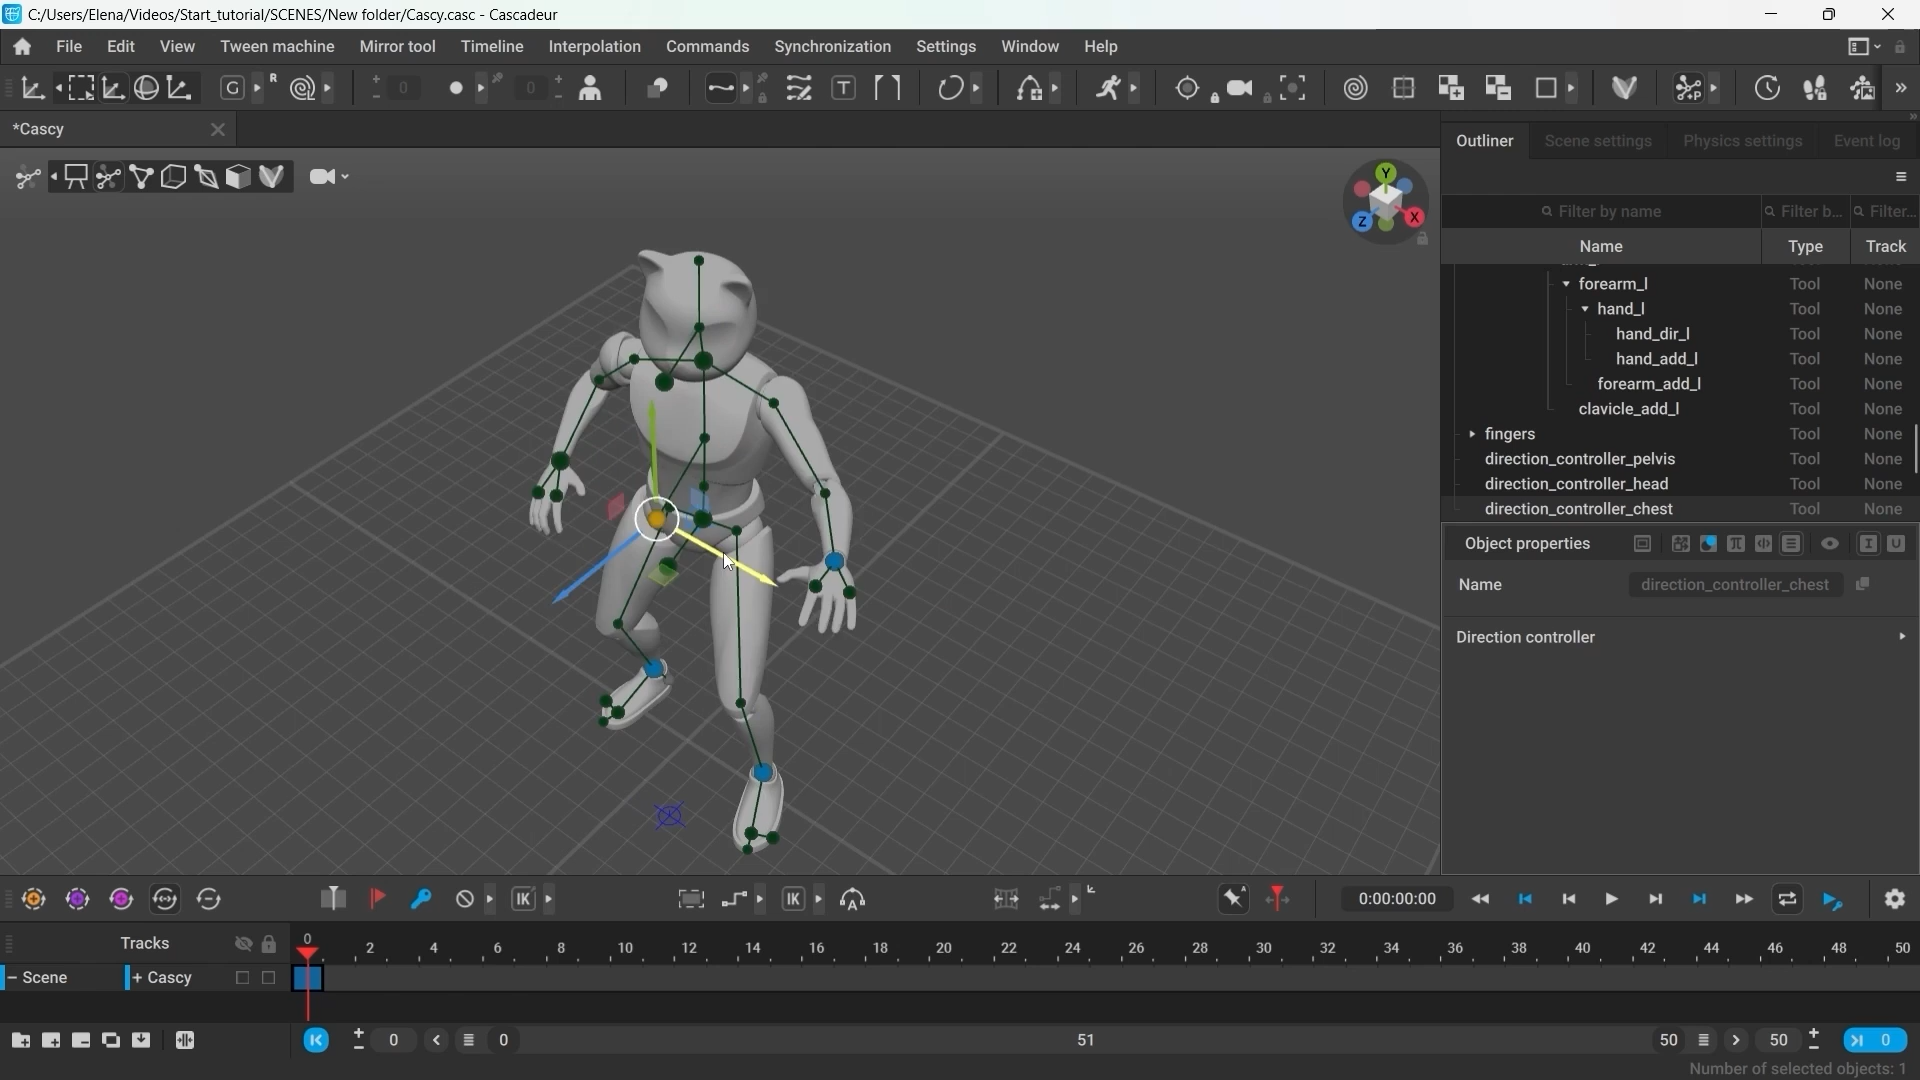 C:/Users/Elena/Videos/Start_tutorial/SCENES/New folder/Cascy.casc - Cascadeur
File Edit View Tween machine Mirror tool Timeline Interpolation Commands Synchronization Settings Window Help
G R 0 0 T P
*Cascy
Outliner Scene settings Physics settings Event log
Y Z X
Filter by name Filter b... Filter...
Name Type Track
forearm_l Tool None
hand_l Tool None
hand_dir_l Tool None
hand_add_l Tool None
forearm_add_l Tool None
clavicle_add_l Tool None
fingers Tool None
direction_controller_pelvis Tool None
direction_controller_head Tool None
direction_controller_chest Tool None
Object properties
Name direction_controller_chest
Direction controller
IK IK A 0:00:00:00
Tracks 0 2 4 6 8 10 12 14 16 18 20 22 24 26 28 30 32 34 36 38 40 42 44 46 48 50
Scene + Cascy
0 0 51 50 50 0
Number of selected objects: 1